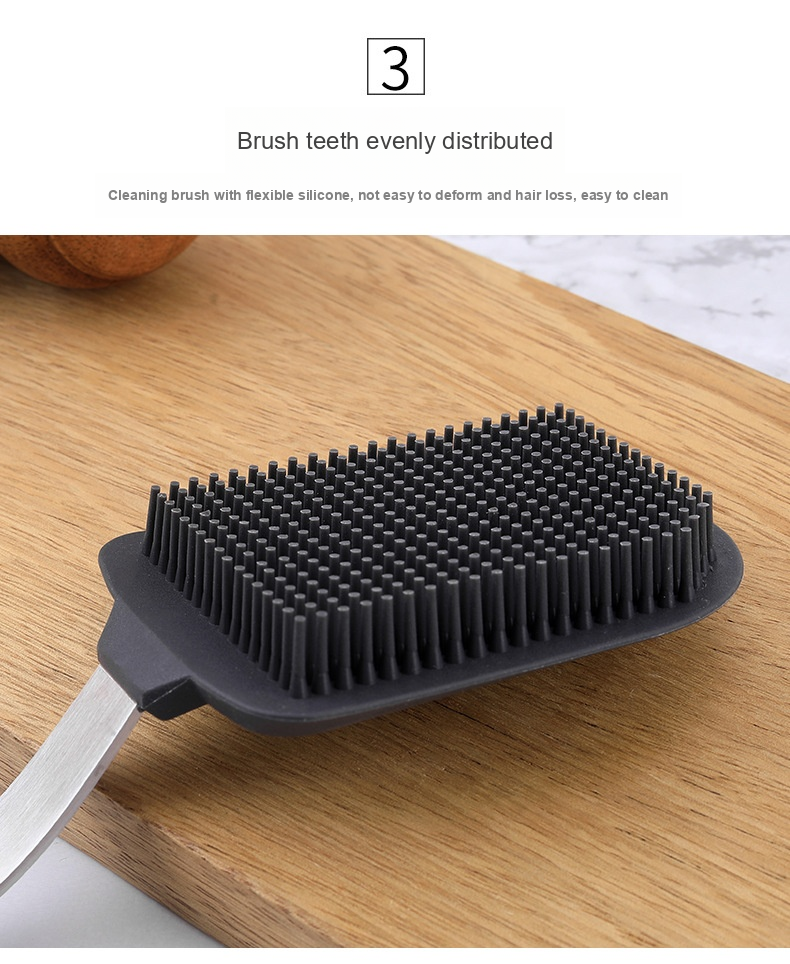 3
Brush teeth evenly distributed
Cleaning brush with flexible silicone, not easy to deform and hair loss, easy to clean